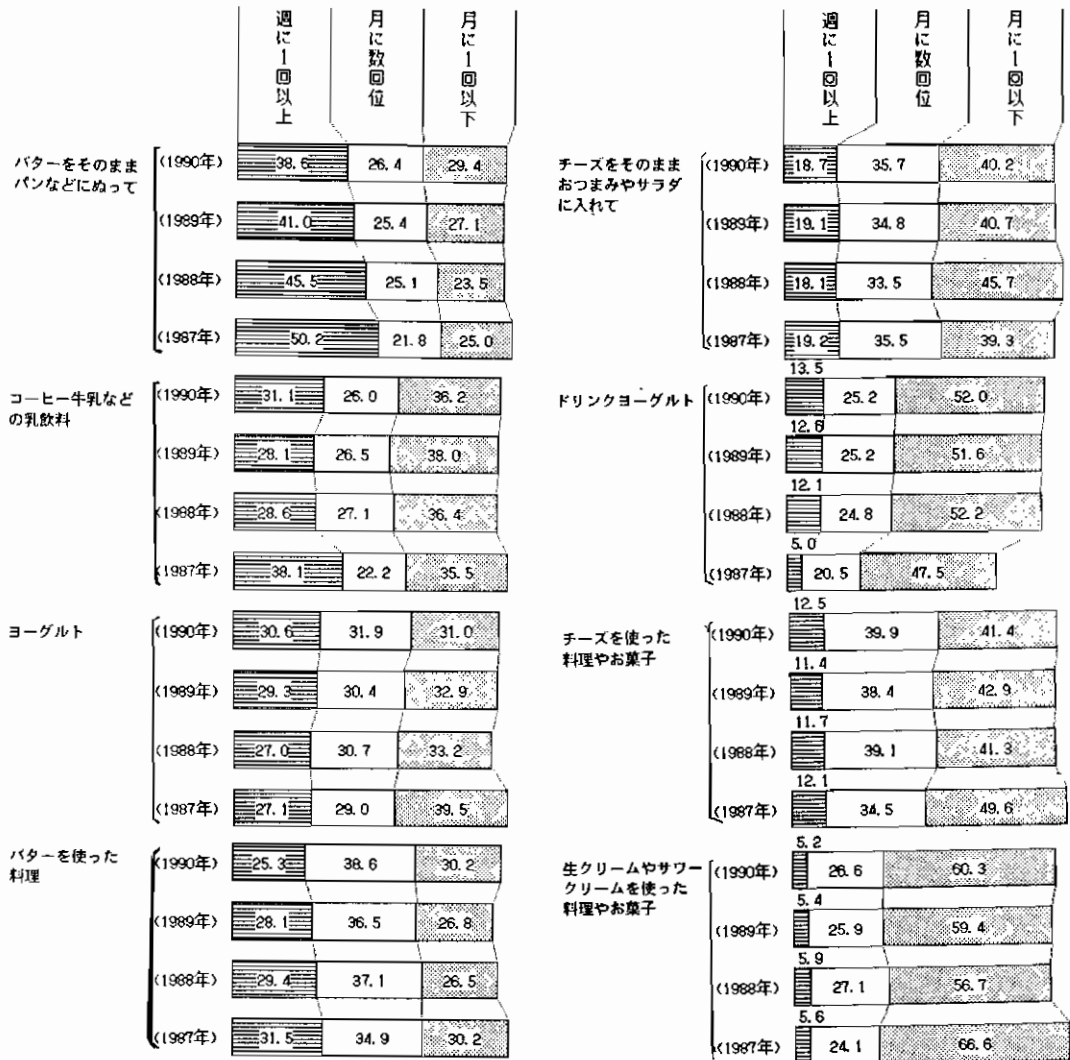 週に1回以上
月に数回位
月に1回以下
バターをそのまま
パンなどにぬって
(1990年) 38.6 26.4 29.4
(1989年) 41.0 25.4 27.1
(1988年) 45.5 25.1 23.5
(1987年) 50.2 21.8 25.0
コーヒー牛乳など
の乳飲料
(1990年) 31.1 26.0 36.2
(1989年) 28.1 26.5 38.0
(1988年) 28.6 27.1 36.4
(1987年) 38.1 22.2 35.5
ヨーグルト
(1990年) 30.6 31.9 31.0
(1989年) 29.3 30.4 32.9
(1988年) 27.0 30.7 33.2
(1987年) 27.1 29.0 39.5
バターを使った
料理
(1990年) 25.3 38.6 30.2
(1989年) 28.1 36.5 26.8
(1988年) 29.4 37.1 26.5
(1987年) 31.5 34.9 30.2
週に1回以上
月に数回位
月に1回以下
チーズをそのまま
おつまみやサラダ
に入れて
(1990年) 18.7 35.7 40.2
(1989年) 19.1 34.8 40.7
(1988年) 18.1 33.5 45.7
(1987年) 19.2 35.5 39.3
ドリンクヨーグルト
(1990年) 13.5 25.2 52.0
(1989年) 12.6 25.2 51.6
(1988年) 12.1 24.8 52.2
(1987年) 5.0 20.5 47.5
チーズを使った
料理やお菓子
(1990年) 12.5 39.9 41.4
(1989年) 11.4 38.4 42.9
(1988年) 11.7 39.1 41.3
(1987年) 12.1 34.5 49.6
生クリームやサワー
クリームを使った
料理やお菓子
(1990年) 5.2 26.6 60.3
(1989年) 5.4 25.9 59.4
(1988年) 5.9 27.1 56.7
(1987年) 5.6 24.1 66.6